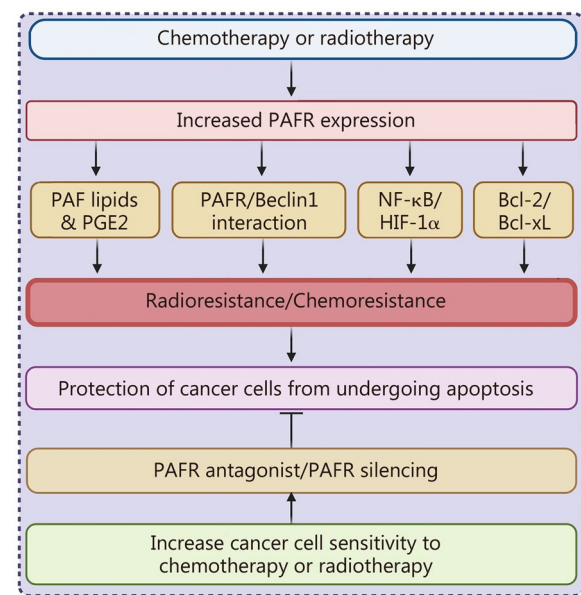 Chemotherapy or radiotherapy
Increased PAFR expression
PAF lipids
& PGE2
PAFR/Beclin1
interaction
NF-κB/
HIF-1α
Bcl-2/
Bcl-xL
Radioresistance/Chemoresistance
Protection of cancer cells from undergoing apoptosis
PAFR antagonist/PAFR silencing
Increase cancer cell sensitivity to
chemotherapy or radiotherapy